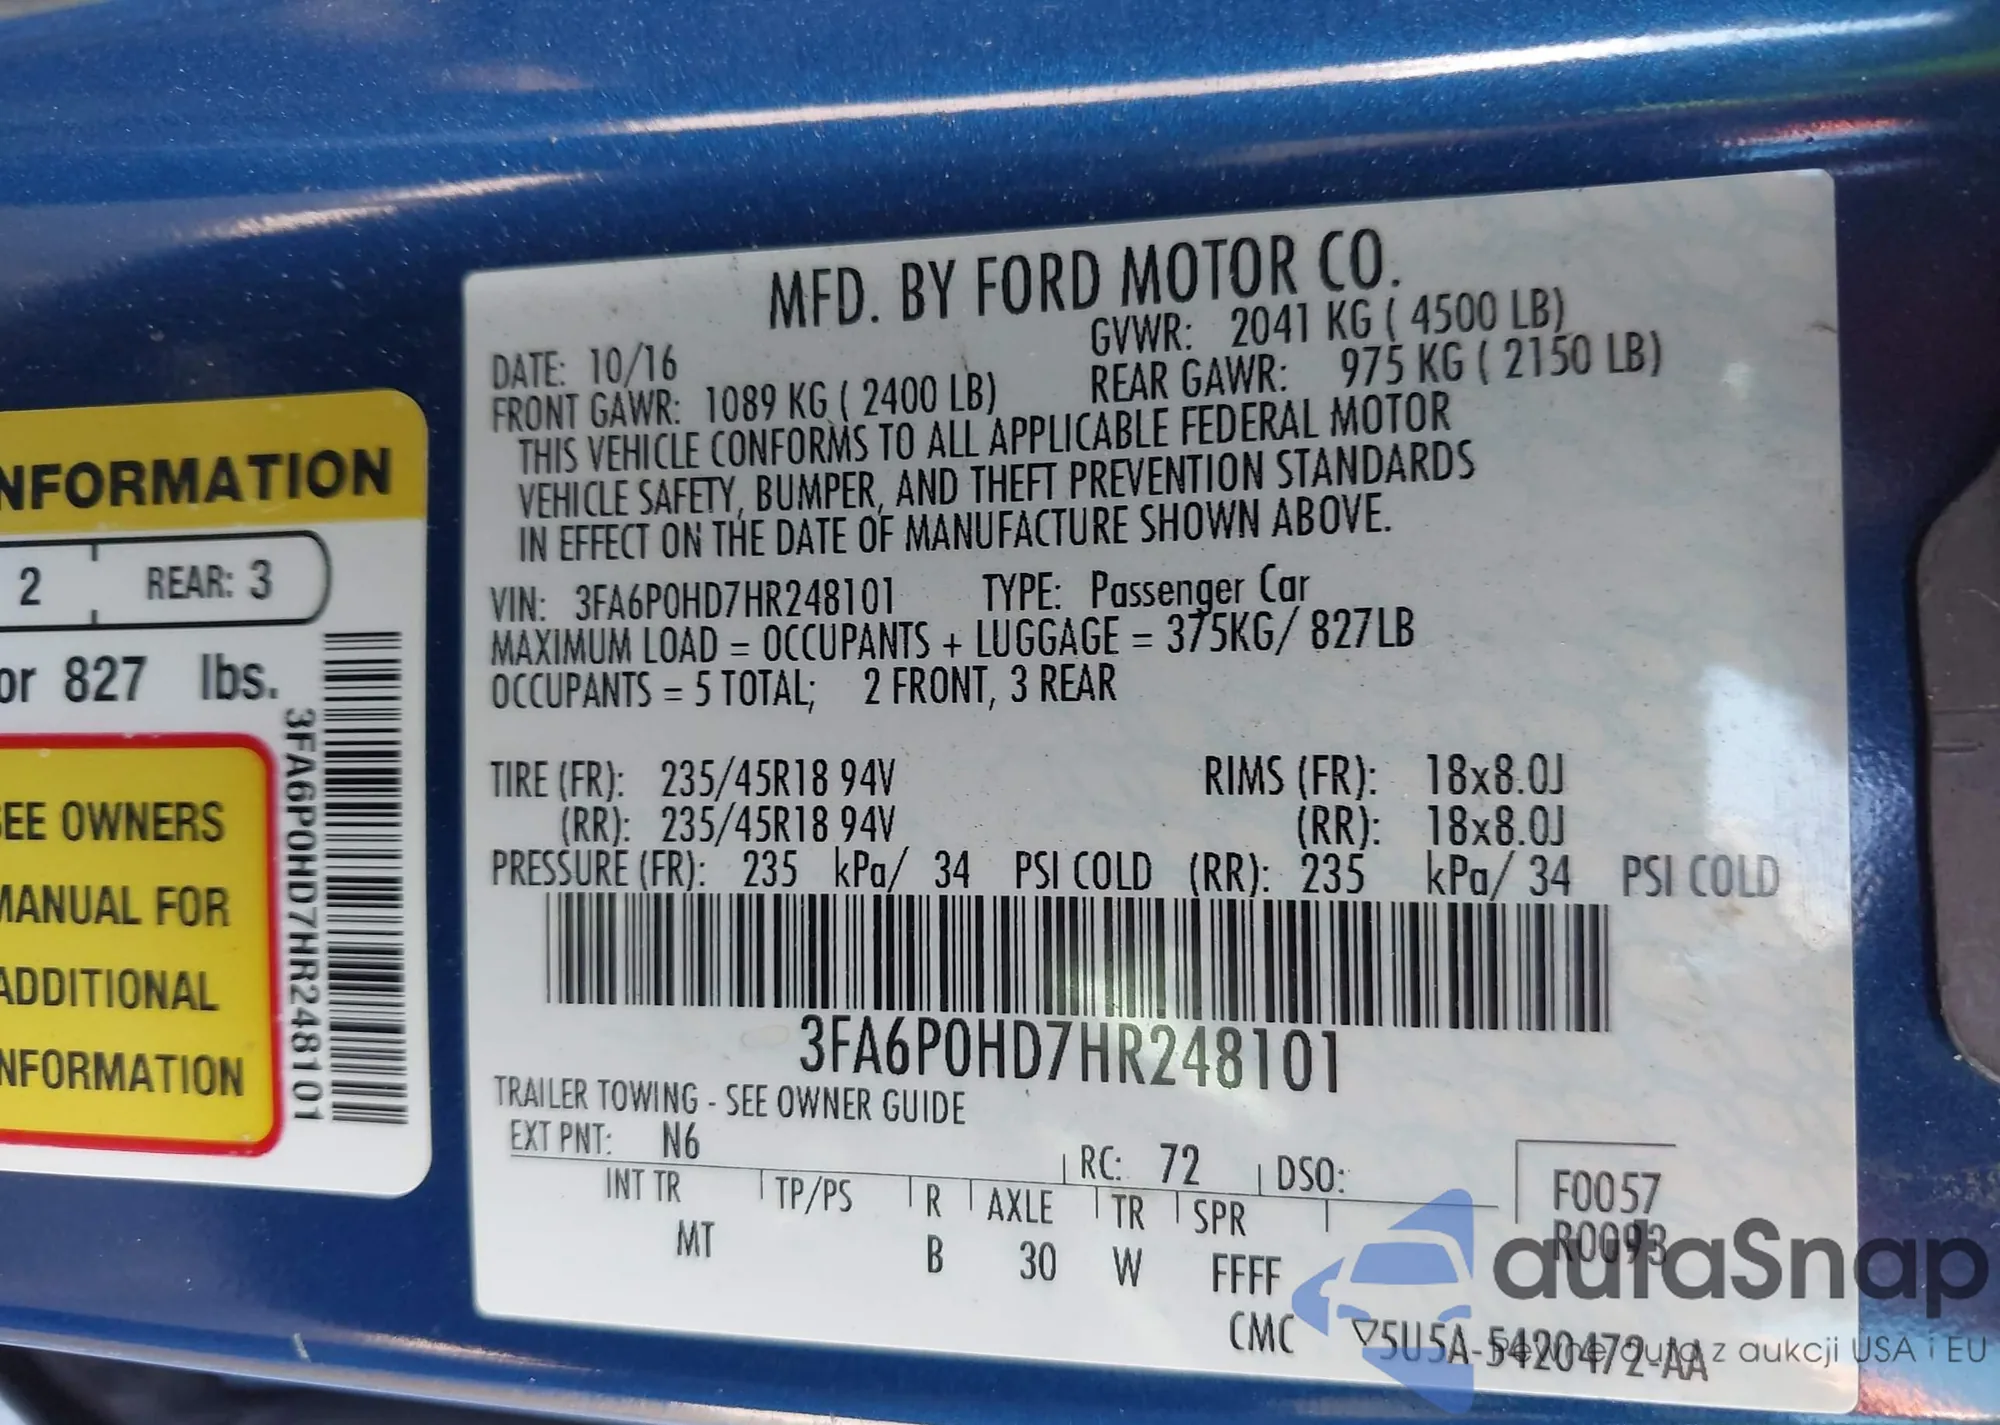 NFORMATION
2 REAR: 3
or 827 lbs.
SEE OWNERS
MANUAL FOR
ADDITIONAL
NFORMATION
3FA6P0HD7HR248101
MFD. BY FORD MOTOR CO.
DATE: 10/16 GVWR: 2041 KG ( 4500 LB)
FRONT GAWR: 1089 KG ( 2400 LB) REAR GAWR: 975 KG ( 2150 LB)
THIS VEHICLE CONFORMS TO ALL APPLICABLE FEDERAL MOTOR
VEHICLE SAFETY, BUMPER, AND THEFT PREVENTION STANDARDS
IN EFFECT ON THE DATE OF MANUFACTURE SHOWN ABOVE.
VIN: 3FA6P0HD7HR248101 TYPE: Passenger Car
MAXIMUM LOAD = OCCUPANTS + LUGGAGE = 375KG/ 827LB
OCCUPANTS = 5 TOTAL; 2 FRONT, 3 REAR
TIRE (FR): 235/45R18 94V RIMS (FR): 18x8.0J
(RR): 235/45R18 94V (RR): 18x8.0J
PRESSURE (FR): 235 kPa/ 34 PSI COLD (RR): 235 kPa/ 34 PSI COLD
3FA6P0HD7HR248101
TRAILER TOWING - SEE OWNER GUIDE
EXT PNT: N6 RC: 72 DSO: F0057
INT TR TP/PS R AXLE TR SPR R0093
MT B 30 W FFFF
CMC ▽5U5A-5420472-AA
autaSnap
Pewne auta z aukcji USA i EU